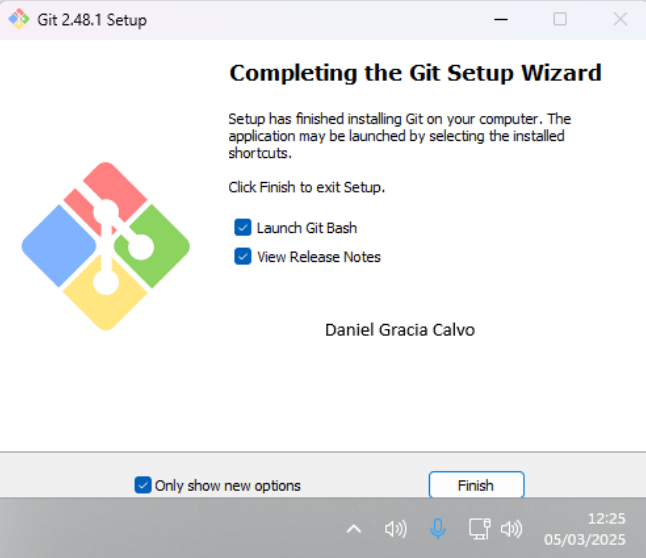 Git 2.48.1 Setup
Completing the Git Setup Wizard
Setup has finished installing Git on your computer. The
application may be launched by selecting the installed
shortcuts.
Click Finish to exit Setup.
Launch Git Bash
View Release Notes
Daniel Gracia Calvo
Only show new options
Finish
12:25
05/03/2025